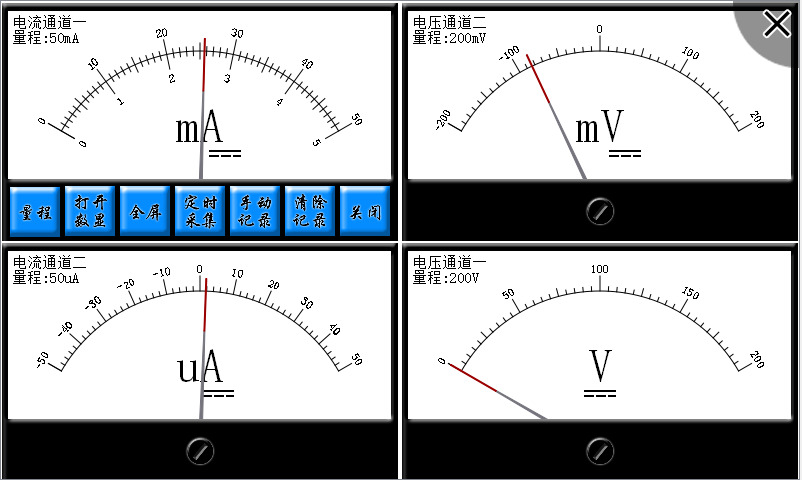 电流通道一
量程:50mA
0 10 20 30 40 50
0 1 2 3 4 5
mA
量程
打开
数显
全屏
定时
采集
手动
记录
清除
记录
关闭
电压通道二
量程:200mV
-200 -100 0 100 200
mV
电流通道二
量程:50uA
-50 -40 -30 -20 -10 0 10 20 30 40 50
uA
电压通道一
量程:200V
0 50 100 150 200
V